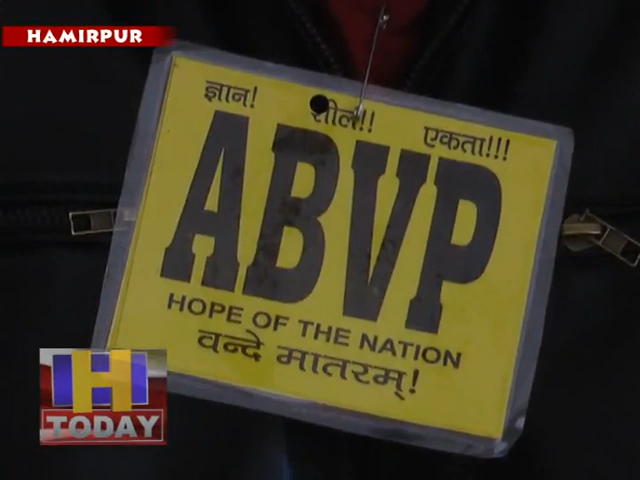 HAMIRPUR
ज्ञान! शील!! एकता!!!
ABVP
HOPE OF THE NATION
वन्दे मातरम्!
H
TODAY